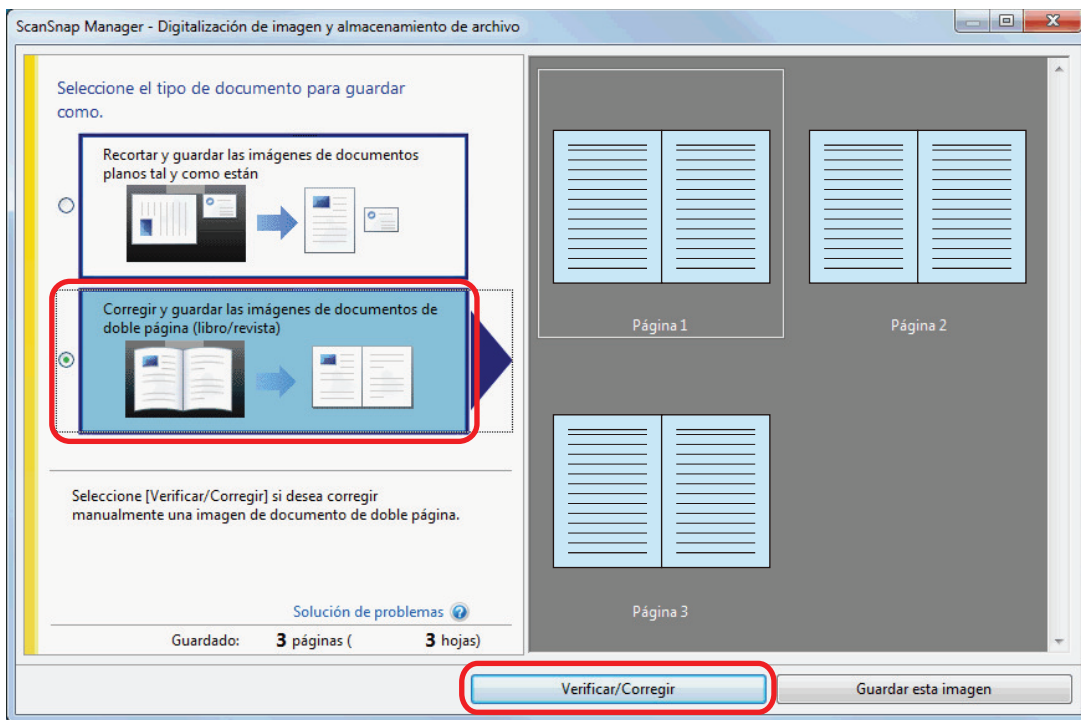 ScanSnap Manager - Digitalización de imagen y almacenamiento de archivo
Seleccione el tipo de documento para guardar
como.
Recortar y guardar las imágenes de documentos
planos tal y como están
Corregir y guardar las imágenes de documentos de
doble página (libro/revista)
Seleccione [Verificar/Corregir] si desea corregir
manualmente una imagen de documento de doble página.
Solución de problemas
Guardado: 3 páginas ( 3 hojas)
Página 1
Página 2
Página 3
Verificar/Corregir
Guardar esta imagen